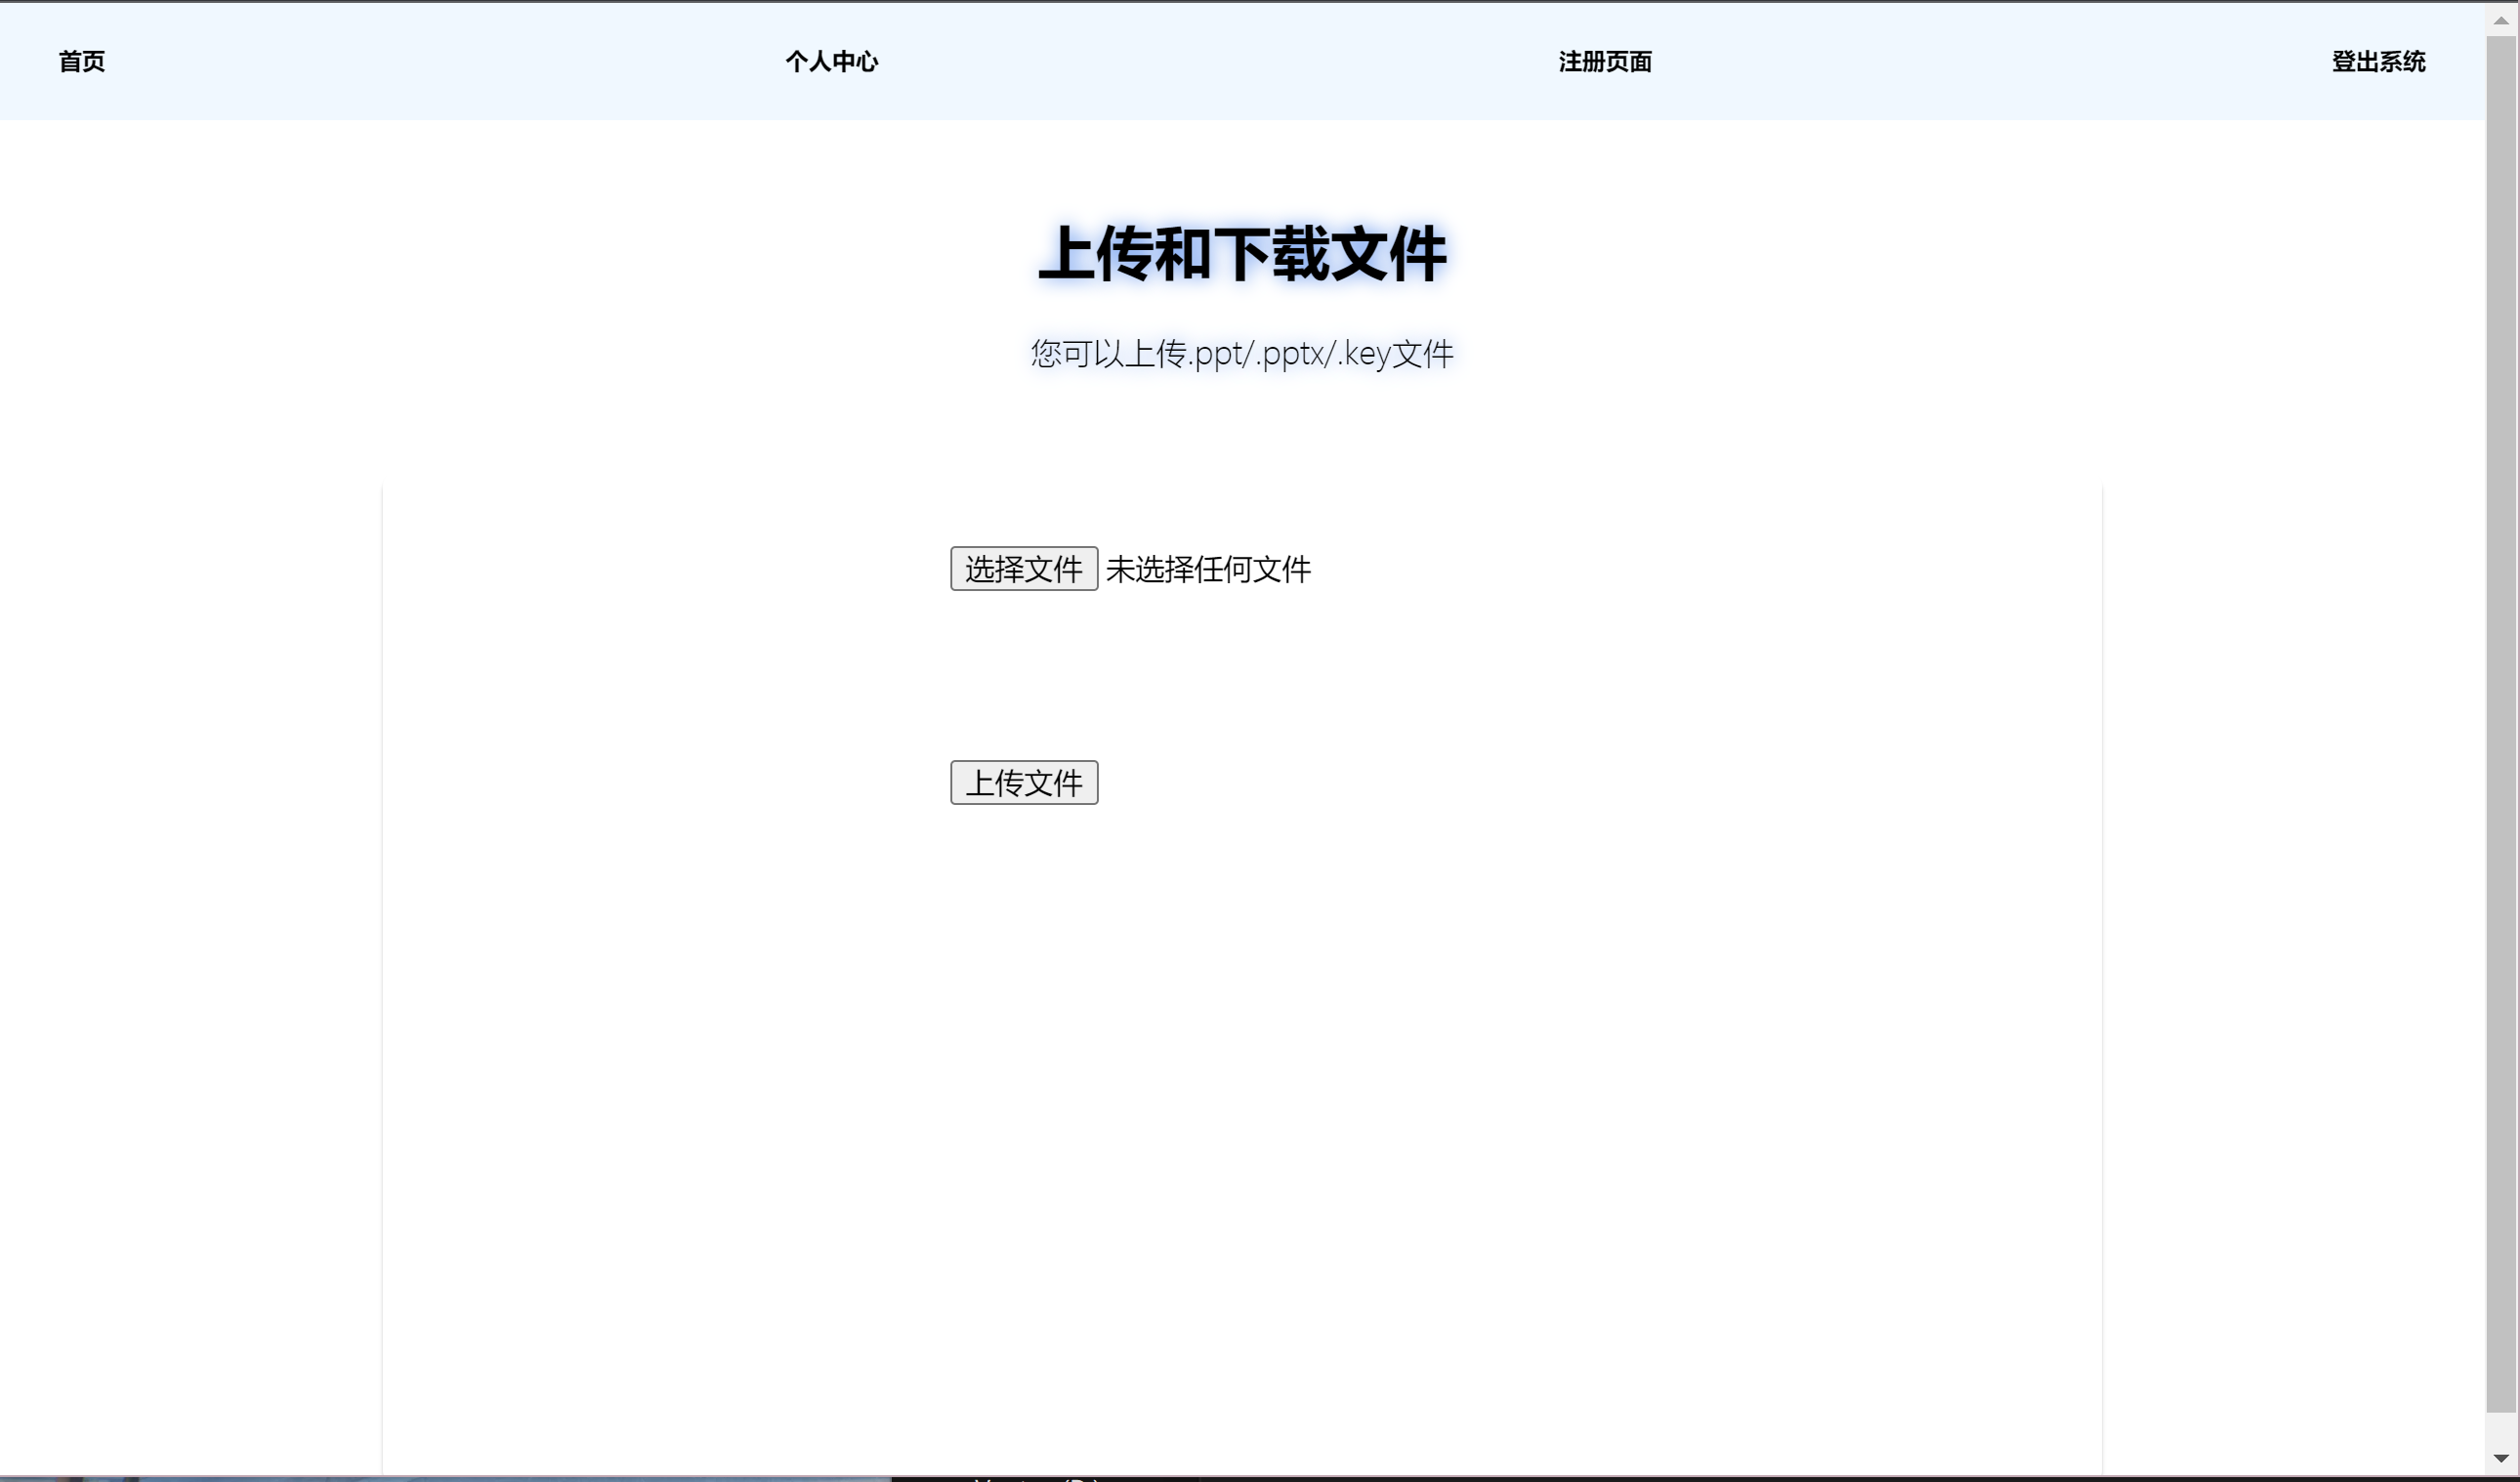 首页 个人中心 注册页面 登出系统
上传和下载文件
您可以上传.ppt/.pptx/.key文件
选择文件 未选择任何文件
上传文件